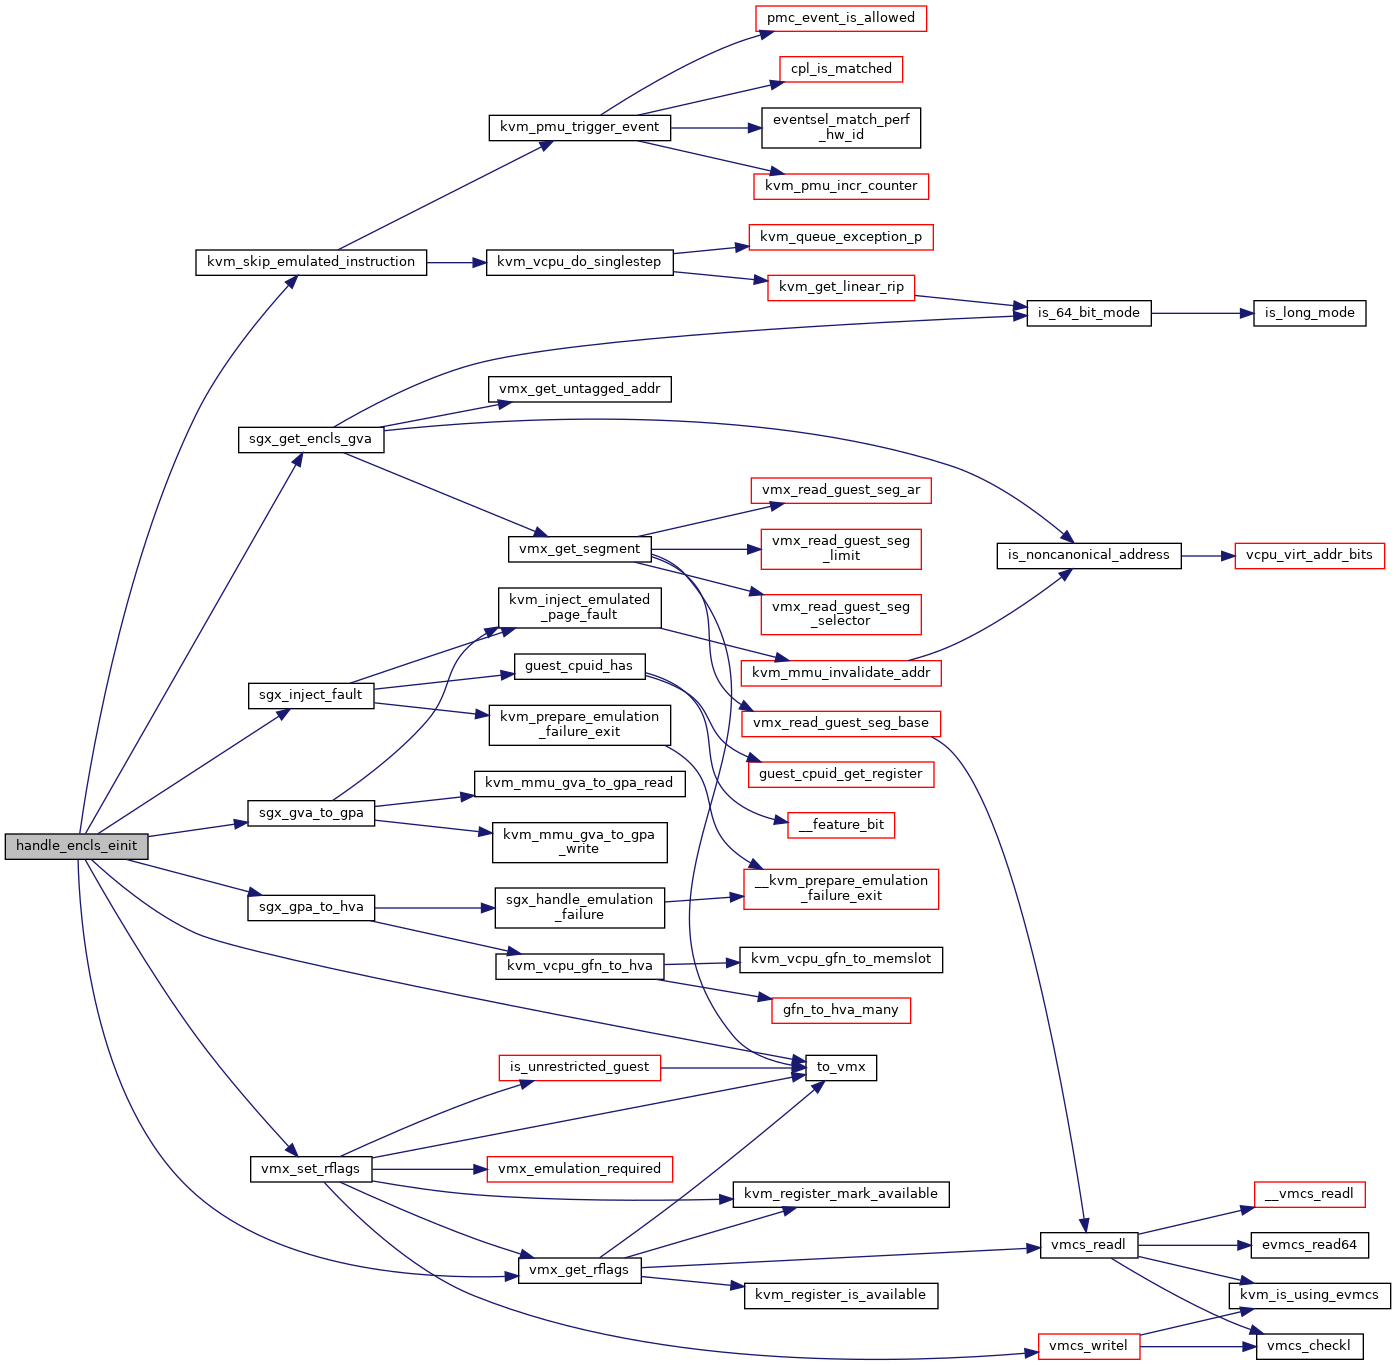 pmc_event_is_allowed
cpl_is_matched
kvm_pmu_trigger_event
eventsel_match_perf
_hw_id
kvm_pmu_incr_counter
kvm_queue_exception_p
kvm_skip_emulated_instruction
kvm_vcpu_do_singlestep
kvm_get_linear_rip
is_64_bit_mode
is_long_mode
vmx_get_untagged_addr
sgx_get_encls_gva
vmx_read_guest_seg_ar
vmx_get_segment
vmx_read_guest_seg
_limit
is_noncanonical_address
vcpu_virt_addr_bits
kvm_inject_emulated
_page_fault
vmx_read_guest_seg
_selector
guest_cpuid_has
kvm_mmu_invalidate_addr
sgx_inject_fault
kvm_prepare_emulation
_failure_exit
vmx_read_guest_seg_base
guest_cpuid_get_register
kvm_mmu_gva_to_gpa_read
sgx_gva_to_gpa
__feature_bit
kvm_mmu_gva_to_gpa
_write
handle_encls_einit
__kvm_prepare_emulation
_failure_exit
sgx_handle_emulation
_failure
sgx_gpa_to_hva
kvm_vcpu_gfn_to_hva
kvm_vcpu_gfn_to_memslot
gfn_to_hva_many
is_unrestricted_guest
to_vmx
vmx_set_rflags
vmx_emulation_required
kvm_register_mark_available
__vmcs_readl
vmcs_readl
evmcs_read64
vmx_get_rflags
kvm_register_is_available
kvm_is_using_evmcs
vmcs_writel
vmcs_checkl